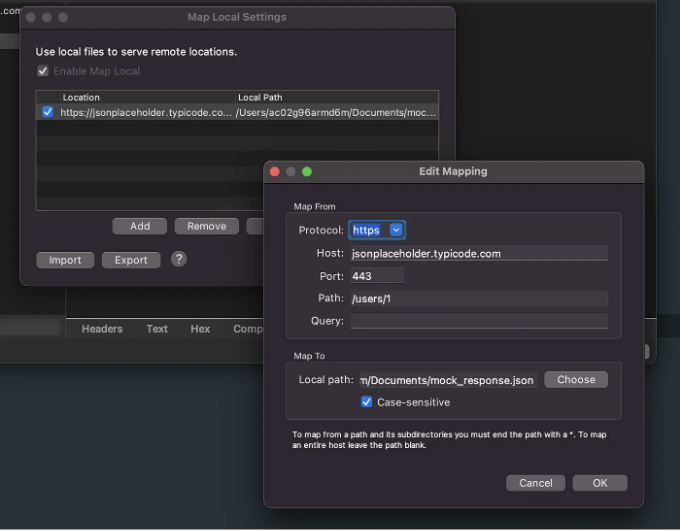 .com
Map Local Settings
Use local files to serve remote locations.
Enable Map Local
Location Local Path
https://jsonplaceholder.typicode.co... /Users/ac02g96armd6m/Documents/moc...
Add Remove
Import Export ?
Headers Text Hex Comp
Edit Mapping
Map From
Protocol: https
Host: jsonplaceholder.typicode.com
Port: 443
Path: /users/1
Query:
Map To
Local path: m/Documents/mock_response.json Choose
Case-sensitive
To map from a path and its subdirectories you must end the path with a *. To map
an entire host leave the path blank.
Cancel OK